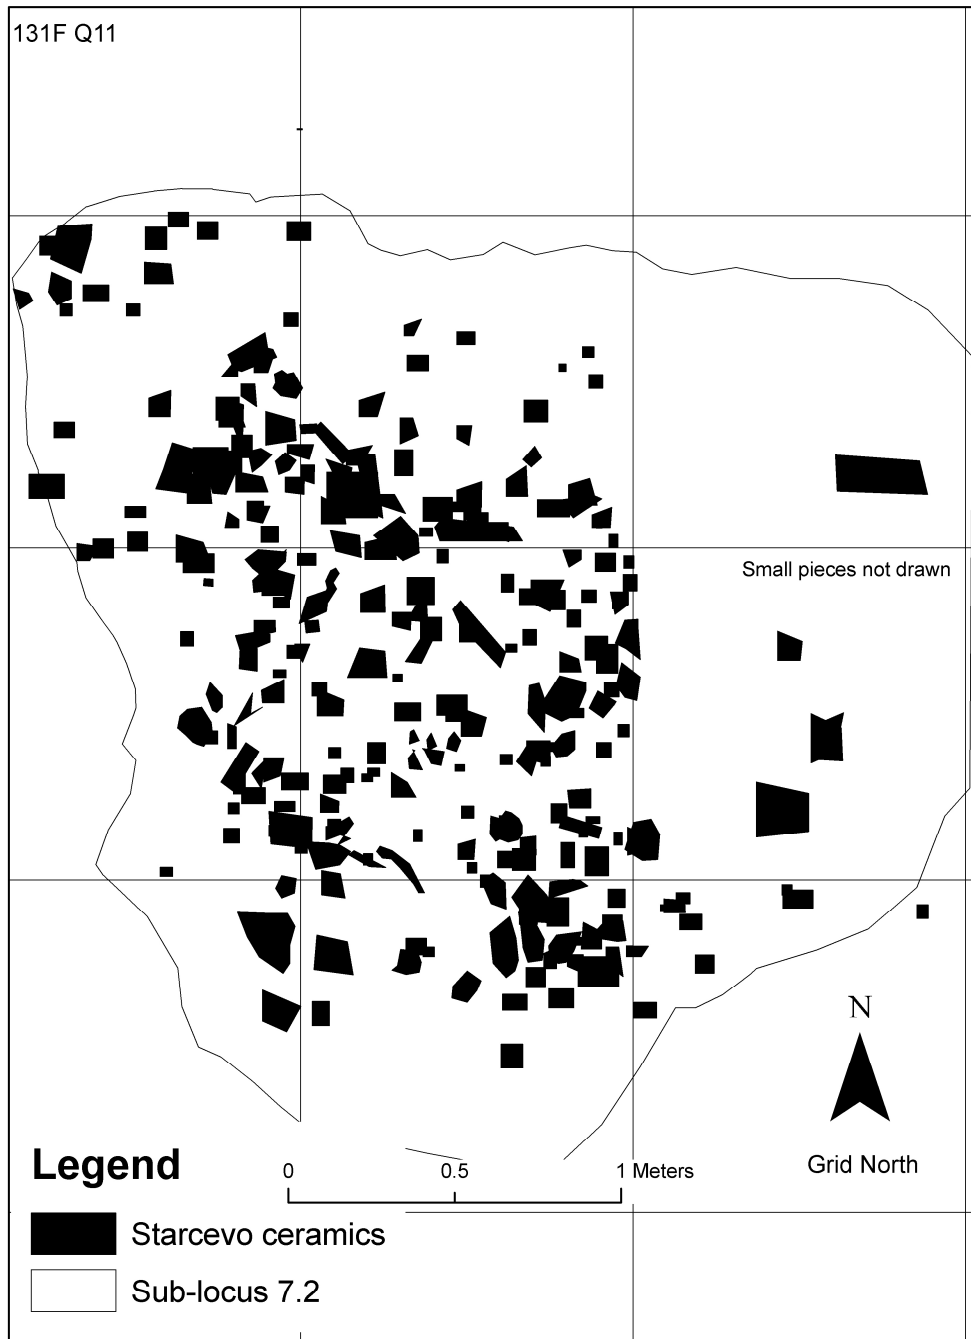 131F Q11
Small pieces not drawn
N
Grid North
Legend
0 0.5 1 Meters
Starcevo ceramics
Sub-locus 7.2